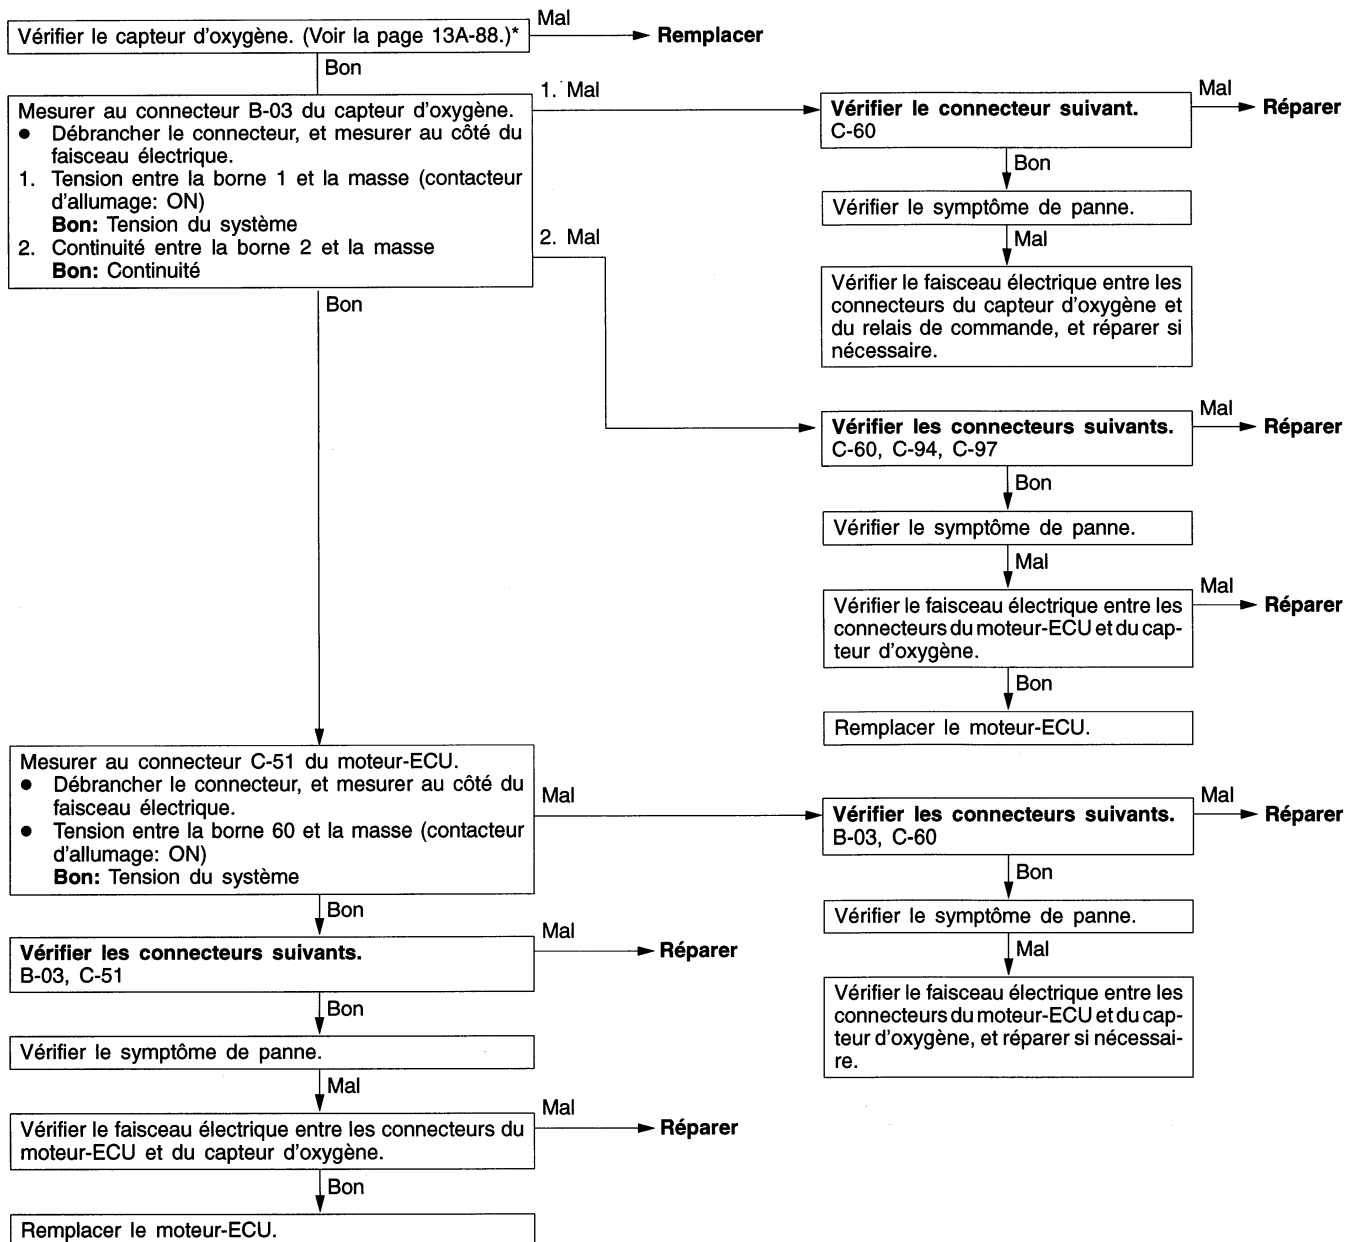 Vérifier le capteur d'oxygène. (Voir la page 13A-88.)*
Mal
Remplacer
Bon
Mesurer au connecteur B-03 du capteur d'oxygène.
● Débrancher le connecteur, et mesurer au côté du
faisceau électrique.
1. Tension entre la borne 1 et la masse (contacteur
d'allumage: ON)
Bon: Tension du système
2. Continuité entre la borne 2 et la masse
Bon: Continuité
1. Mal
Vérifier le connecteur suivant.
C-60
Mal
Réparer
Bon
Vérifier le symptôme de panne.
Mal
Vérifier le faisceau électrique entre les
connecteurs du capteur d'oxygène et
du relais de commande, et réparer si
nécessaire.
2. Mal
Vérifier les connecteurs suivants.
C-60, C-94, C-97
Mal
Réparer
Bon
Vérifier le symptôme de panne.
Mal
Vérifier le faisceau électrique entre les
connecteurs du moteur-ECU et du cap-
teur d'oxygène.
Mal
Réparer
Bon
Remplacer le moteur-ECU.
Bon
Mesurer au connecteur C-51 du moteur-ECU.
● Débrancher le connecteur, et mesurer au côté du
faisceau électrique.
● Tension entre la borne 60 et la masse (contacteur
d'allumage: ON)
Bon: Tension du système
Mal
Vérifier les connecteurs suivants.
B-03, C-60
Mal
Réparer
Bon
Vérifier le symptôme de panne.
Mal
Vérifier le faisceau électrique entre les
connecteurs du moteur-ECU et du cap-
teur d'oxygène, et réparer si nécessai-
re.
Bon
Vérifier les connecteurs suivants.
B-03, C-51
Mal
Réparer
Bon
Vérifier le symptôme de panne.
Mal
Vérifier le faisceau électrique entre les connecteurs du
moteur-ECU et du capteur d'oxygène.
Mal
Réparer
Bon
Remplacer le moteur-ECU.